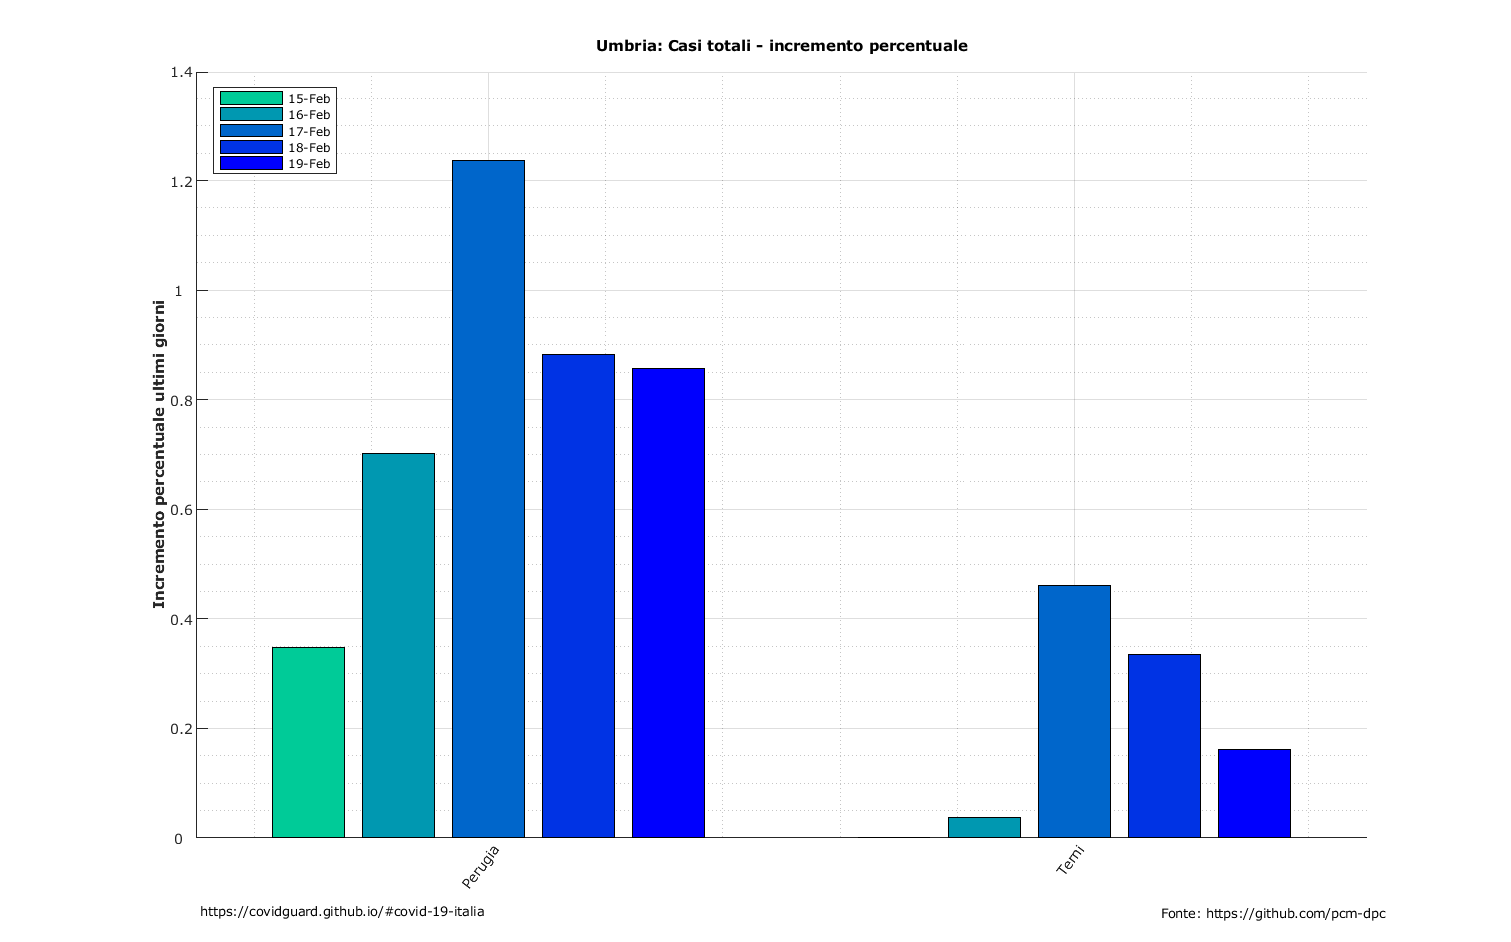 Umbria: Casi totali - incremento percentuale
1.4
15-Feb
16-Feb
17-Feb
18-Feb
19-Feb
1.2
1
0.8
0.6
0.4
0.2
0
Incremento percentuale ultimi giorni
Perugia
Terni
https://covidguard.github.io/#covid-19-italia
Fonte: https://github.com/pcm-dpc